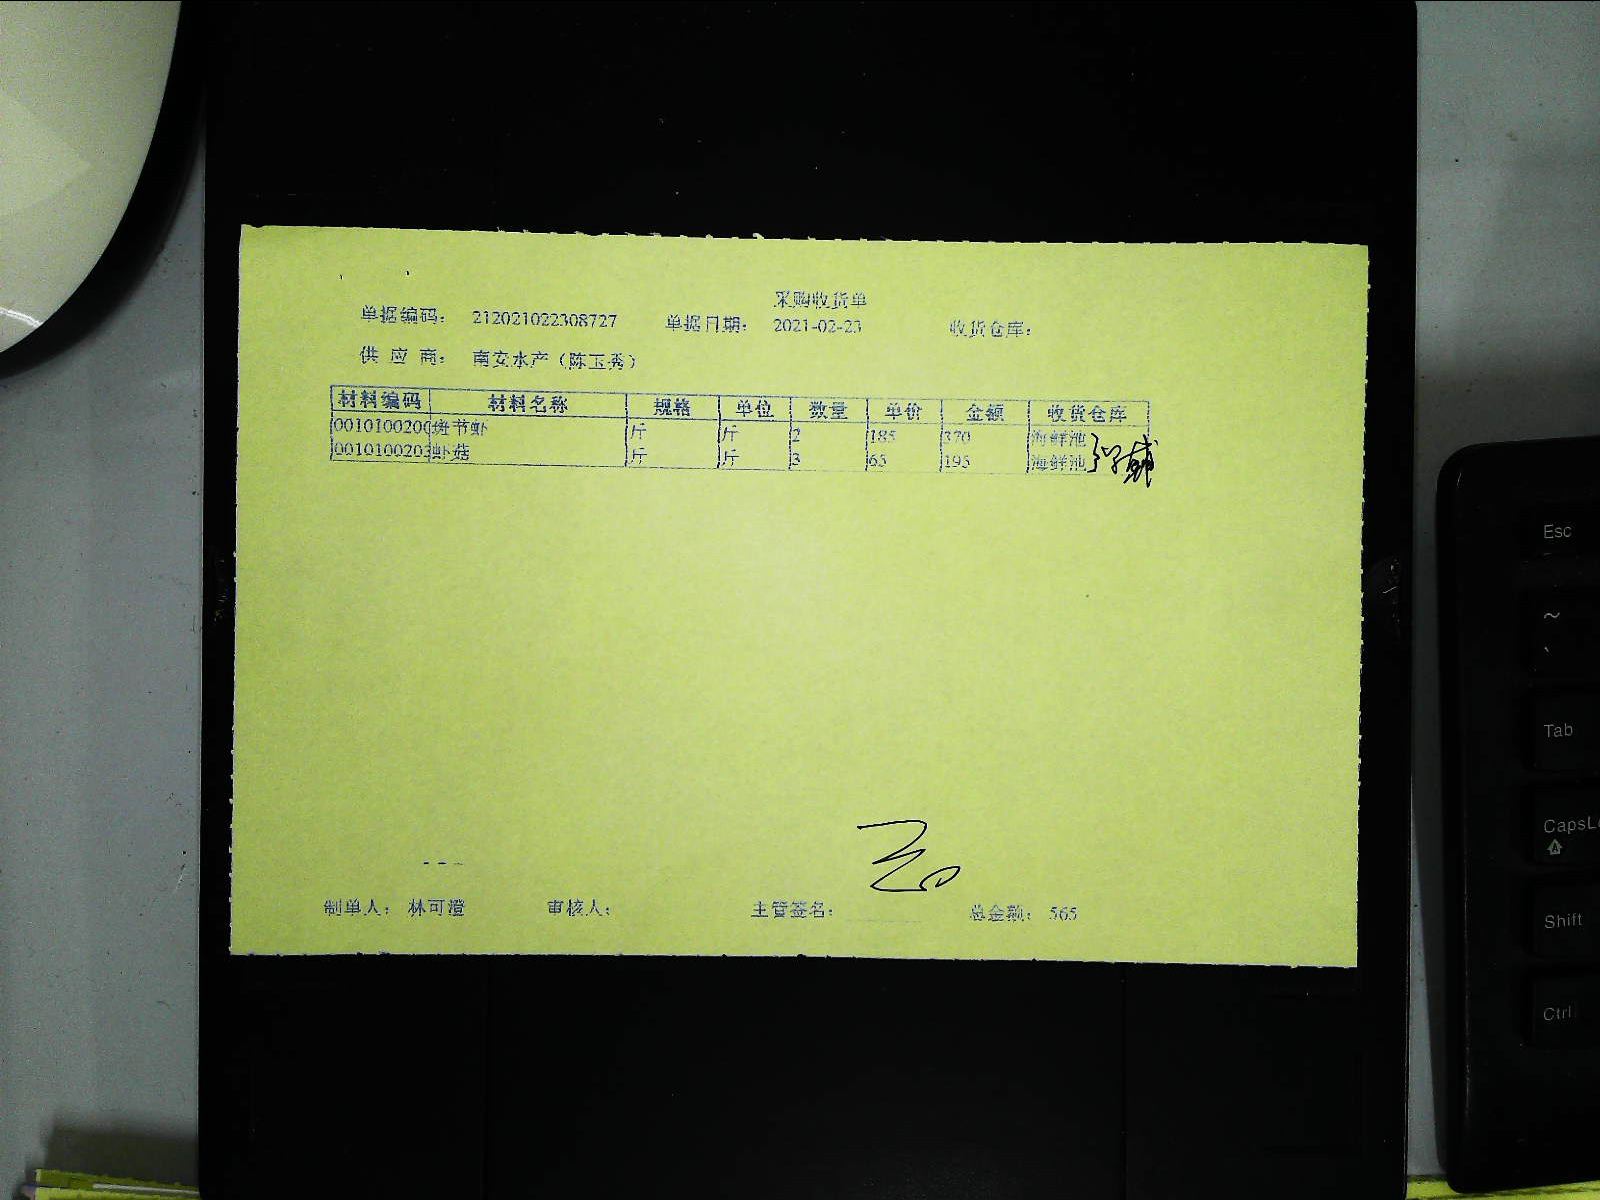 采购收货单
单据编码： 212021022308727 单据日期： 2021-02-23 收货仓库：
供 应 商： 南安水产（陈玉秀）
材料编码 材料名称 规格 单位 数量 单价 金额 收货仓库
0010100200 斑节虾 斤 斤 2 185 370 海鲜池
0010100203 虾菇 斤 斤 3 65 195 海鲜池
制单人： 林可澄 审核人： 主管签名： 总金额： 565
Esc
~
Tab
CapsLo
Shift
Ctrl